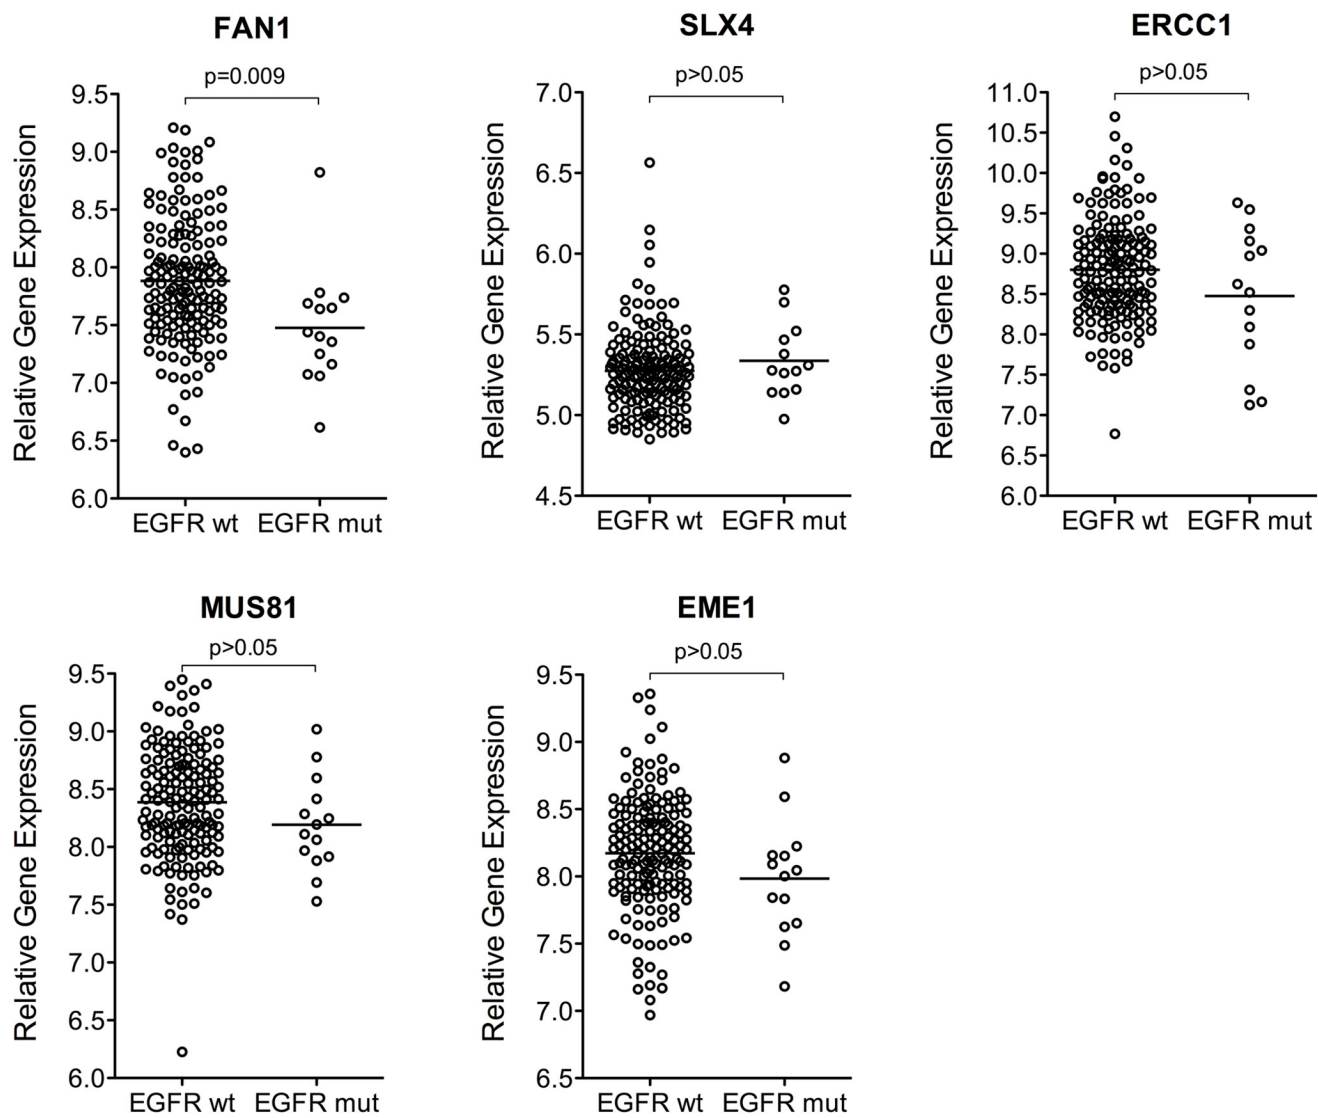 FAN1
p=0.009
Relative Gene Expression
9.5
9.0
8.5
8.0
7.5
7.0
6.5
6.0
EGFR wt EGFR mut
SLX4
p>0.05
Relative Gene Expression
7.0
6.5
6.0
5.5
5.0
4.5
EGFR wt EGFR mut
ERCC1
p>0.05
Relative Gene Expression
11.0
10.5
10.0
9.5
9.0
8.5
8.0
7.5
7.0
6.5
6.0
EGFR wt EGFR mut
MUS81
p>0.05
Relative Gene Expression
9.5
9.0
8.5
8.0
7.5
7.0
6.5
6.0
EGFR wt EGFR mut
EME1
p>0.05
Relative Gene Expression
9.5
9.0
8.5
8.0
7.5
7.0
6.5
EGFR wt EGFR mut